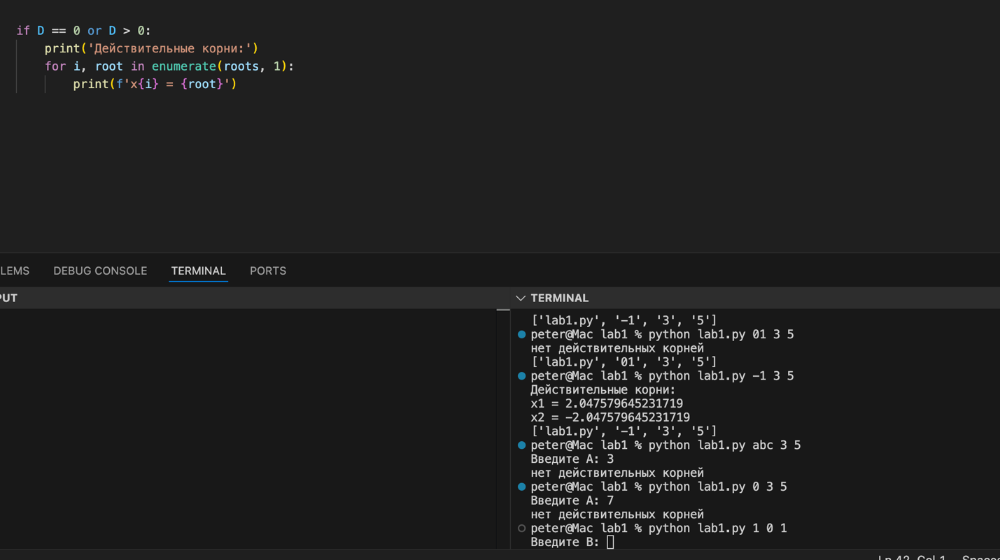 if D == 0 or D > 0:
print('Действительные корни:')
for i, root in enumerate(roots, 1):
print(f'x{i} = {root}')
LEMS DEBUG CONSOLE TERMINAL PORTS
PUT
TERMINAL
['lab1.py', '-1', '3', '5']
peter@Mac lab1 % python lab1.py 01 3 5
нет действительных корней
['lab1.py', '01', '3', '5']
peter@Mac lab1 % python lab1.py -1 3 5
Действительные корни:
x1 = 2.047579645231719
x2 = -2.047579645231719
['lab1.py', '-1', '3', '5']
peter@Mac lab1 % python lab1.py abc 3 5
Введите A: 3
нет действительных корней
peter@Mac lab1 % python lab1.py 0 3 5
Введите A: 7
нет действительных корней
peter@Mac lab1 % python lab1.py 1 0 1
Введите B:
Ln 42, Col 1 Spaces